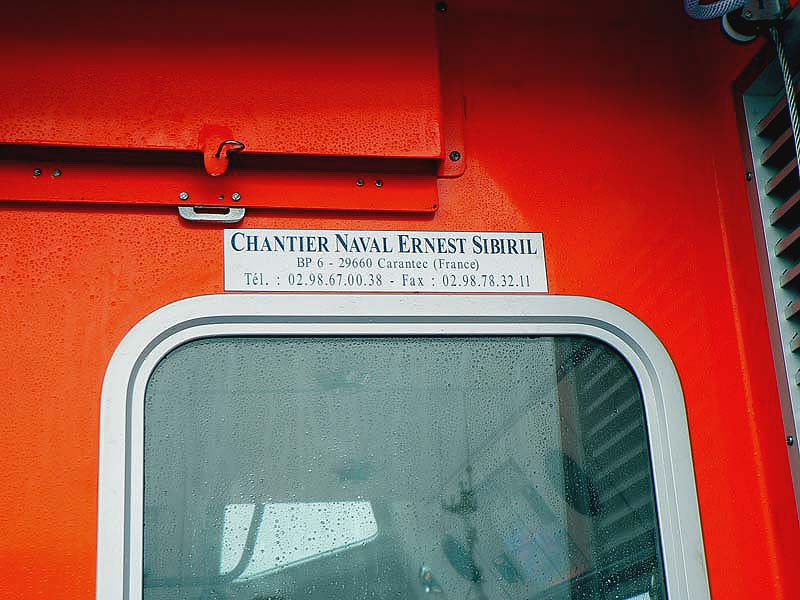 CHANTIER NAVAL ERNEST SIBIRIL
BP 6 - 29660 Carantec (France)
Tél. : 02.98.67.00.38 - Fax : 02.98.78.32.11